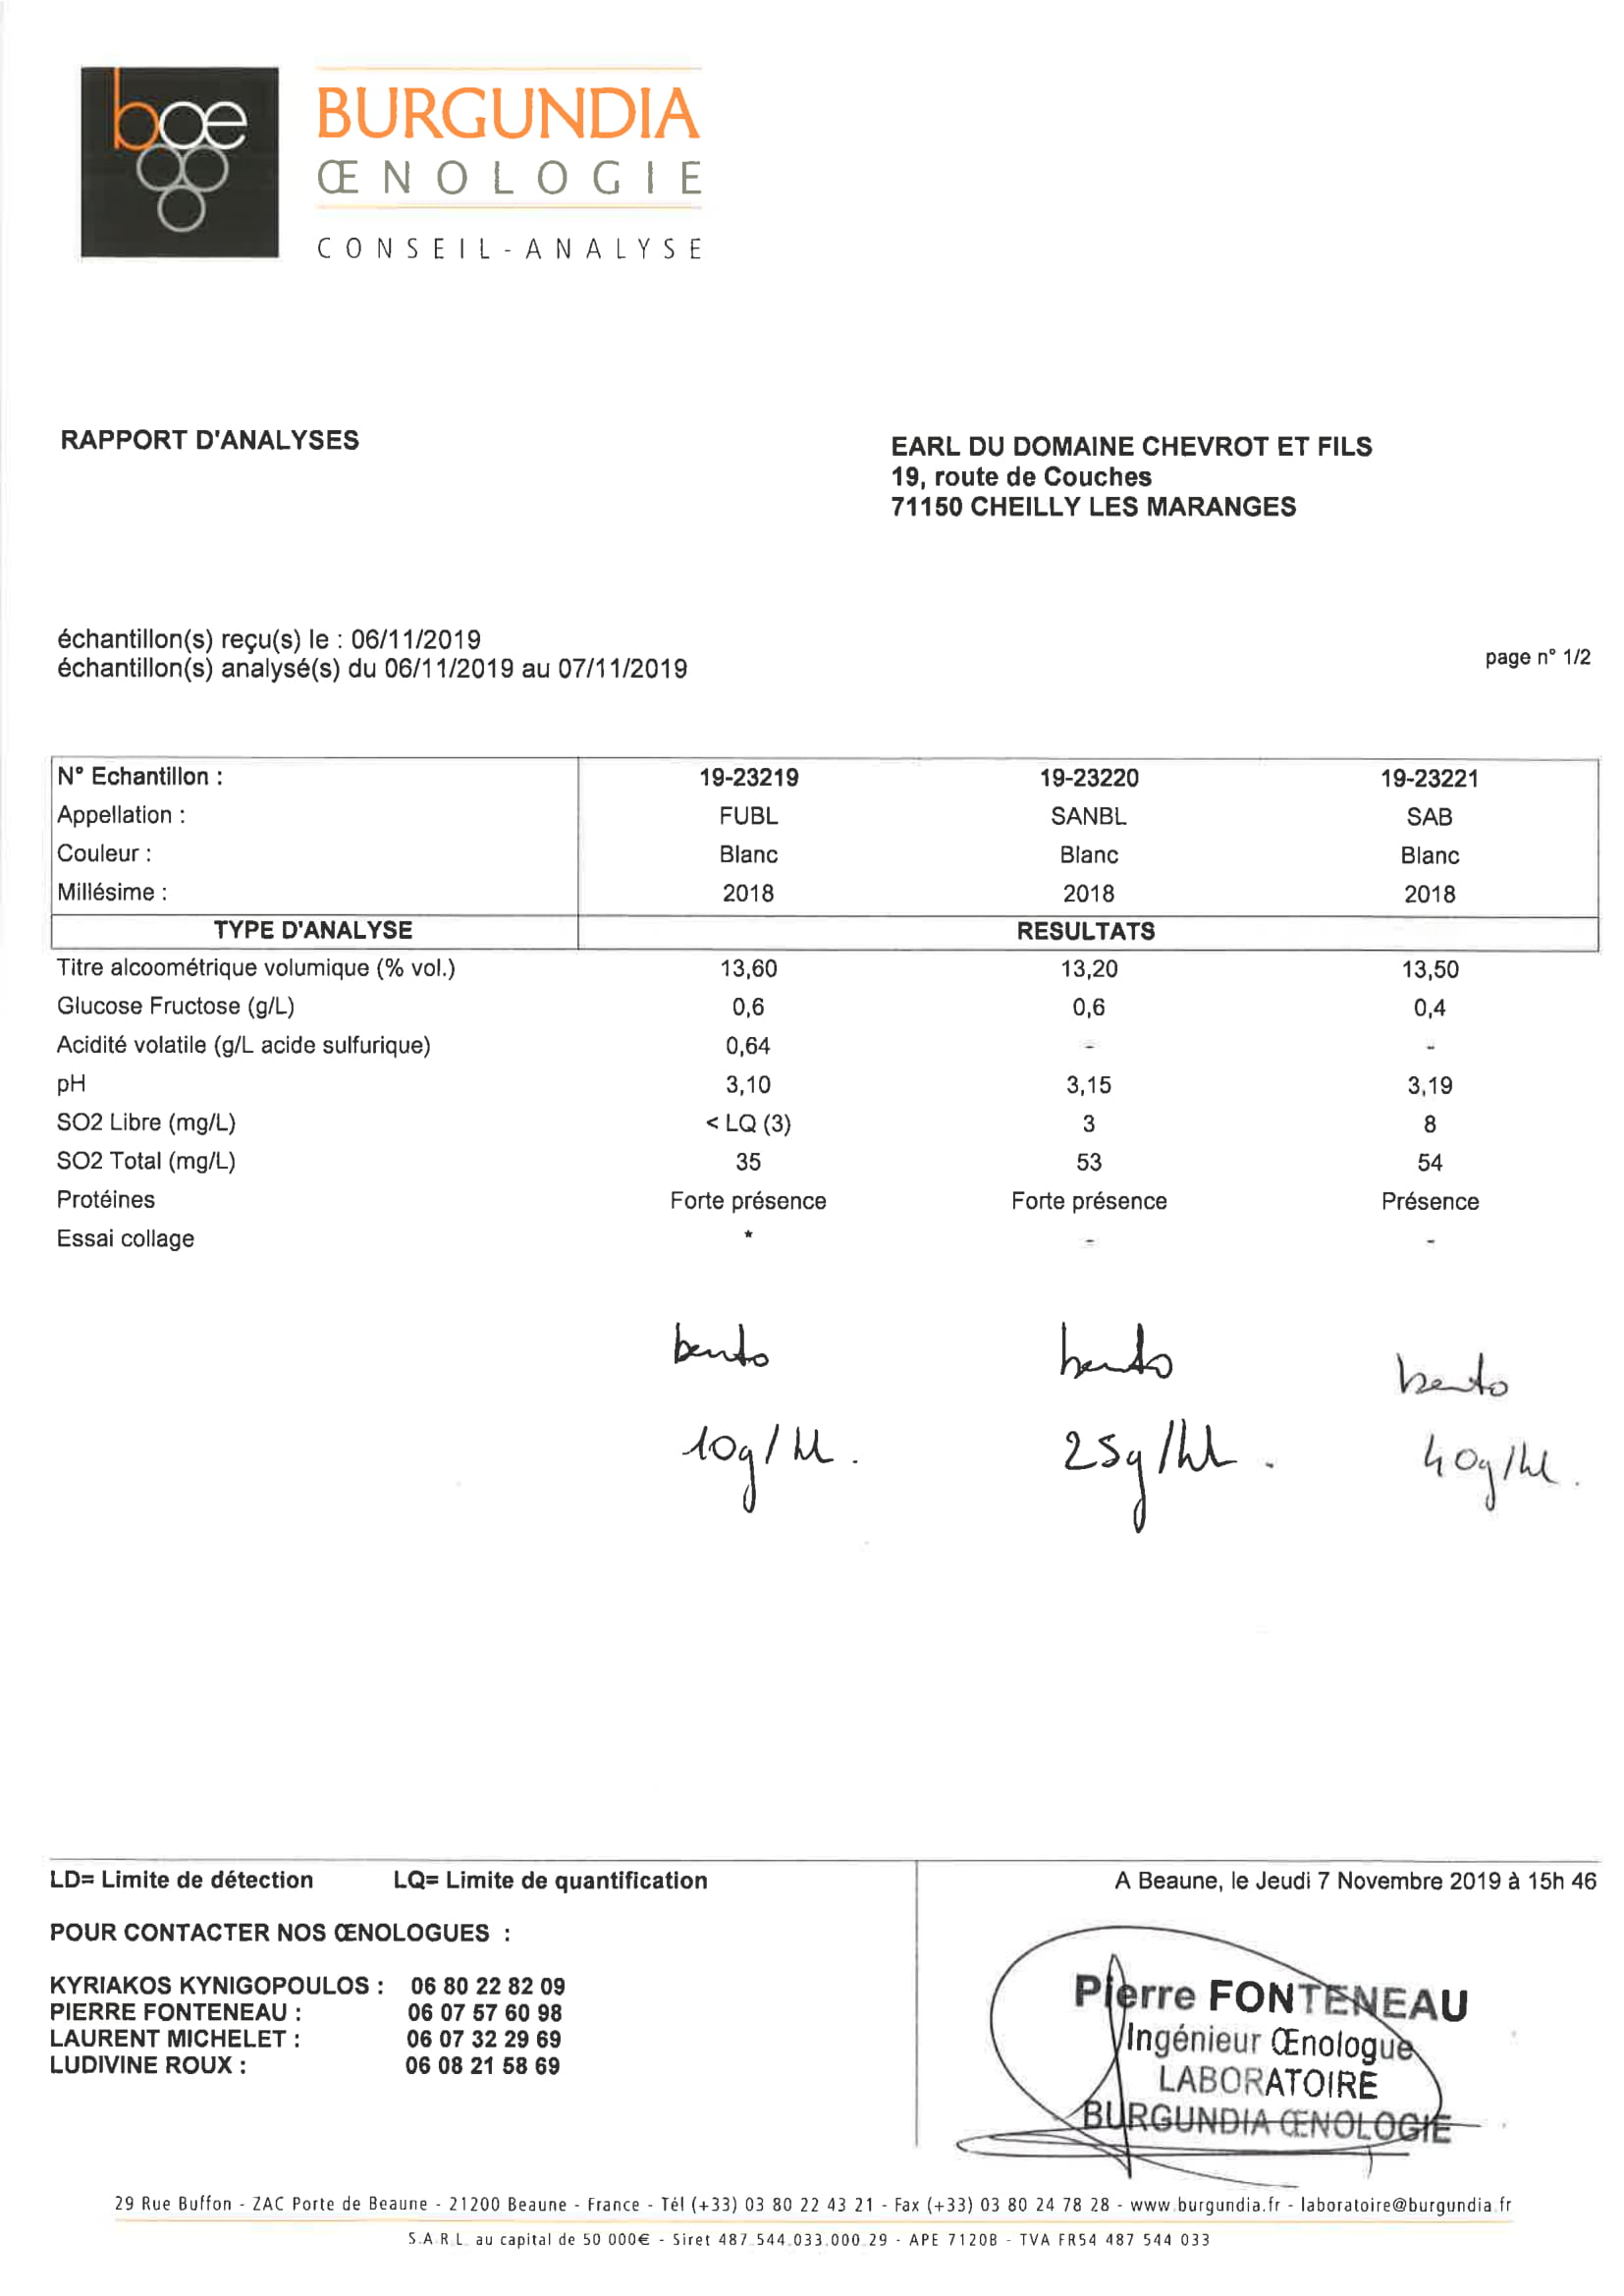 boe
BURGUNDIA
ŒNOLOGIE
CONSEIL-ANALYSE
RAPPORT D'ANALYSES
EARL DU DOMAINE CHEVROT ET FILS
19, route de Couches
71150 CHEILLY LES MARANGES
échantillon(s) reçu(s) le : 06/11/2019
échantillon(s) analysé(s) du 06/11/2019 au 07/11/2019
page n° 1/2
N° Echantillon : 19-23219 19-23220 19-23221
Appellation : FUBL SANBL SAB
Couleur : Blanc Blanc Blanc
Millésime : 2018 2018 2018
TYPE D'ANALYSE RESULTATS
Titre alcoométrique volumique (% vol.) 13,60 13,20 13,50
Glucose Fructose (g/L) 0,6 0,6 0,4
Acidité volatile (g/L acide sulfurique) 0,64 - -
pH 3,10 3,15 3,19
SO2 Libre (mg/L) < LQ (3) 3 8
SO2 Total (mg/L) 35 53 54
Protéines Forte présence Forte présence Présence
Essai collage * - -
bento bento bento
10g/hl. 25g/hl. 40g/hl.
LD= Limite de détection LQ= Limite de quantification
A Beaune, le Jeudi 7 Novembre 2019 à 15h 46
POUR CONTACTER NOS ŒNOLOGUES :
KYRIAKOS KYNIGOPOULOS : 06 80 22 82 09
PIERRE FONTENEAU : 06 07 57 60 98
LAURENT MICHELET : 06 07 32 29 69
LUDIVINE ROUX : 06 08 21 58 69
Pierre FONTENEAU
Ingénieur Œnologue
LABORATOIRE
BURGUNDIA ŒNOLOGIE
29 Rue Buffon - ZAC Porte de Beaune - 21200 Beaune - France - Tél (+33) 03 80 22 43 21 - Fax (+33) 03 80 24 78 28 - www.burgundia.fr - laboratoire@burgundia.fr
S.A.R.L. au capital de 50 000€ - Siret 487.544.033.000.29 - APE 7120B - TVA FR54 487 544 033